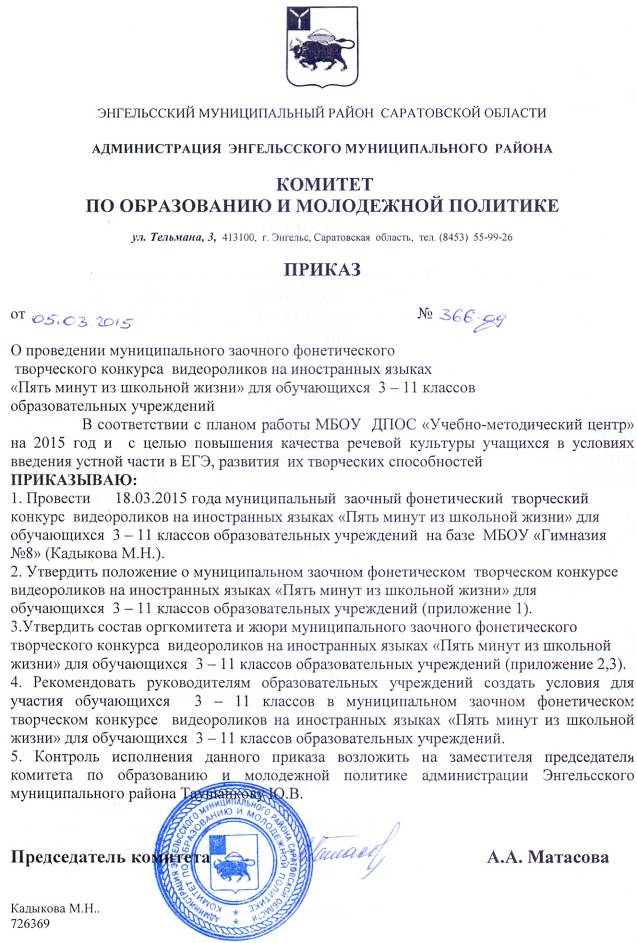 ЭНГЕЛЬССКИЙ МУНИЦИПАЛЬНЫЙ РАЙОН САРАТОВСКОЙ ОБЛАСТИ
АДМИНИСТРАЦИЯ ЭНГЕЛЬССКОГО МУНИЦИПАЛЬНОГО РАЙОНА
КОМИТЕТ
ПО ОБРАЗОВАНИЮ И МОЛОДЕЖНОЙ ПОЛИТИКЕ
ул. Тельмана, 3, 413100, г. Энгельс, Саратовская область, тел. (8453) 55-99-26
ПРИКАЗ
от 05.03.2015 № 366-од
О проведении муниципального заочного фонетического
творческого конкурса видеороликов на иностранных языках
«Пять минут из школьной жизни» для обучающихся 3 – 11 классов
образовательных учреждений
В соответствии с планом работы МБОУ ДПОС «Учебно-методический центр»
на 2015 год и с целью повышения качества речевой культуры учащихся в условиях
введения устной части в ЕГЭ, развития их творческих способностей
ПРИКАЗЫВАЮ:
1. Провести 18.03.2015 года муниципальный заочный фонетический творческий
конкурс видеороликов на иностранных языках «Пять минут из школьной жизни» для
обучающихся 3 – 11 классов образовательных учреждений на базе МБОУ «Гимназия
№8» (Кадыкова М.Н.).
2. Утвердить положение о муниципальном заочном фонетическом творческом конкурсе
видеороликов на иностранных языках «Пять минут из школьной жизни» для
обучающихся 3 – 11 классов образовательных учреждений (приложение 1).
3.Утвердить состав оргкомитета и жюри муниципального заочного фонетического
творческого конкурса видеороликов на иностранных языках «Пять минут из школьной
жизни» для обучающихся 3 – 11 классов образовательных учреждений (приложение 2,3).
4. Рекомендовать руководителям образовательных учреждений создать условия для
участия обучающихся 3 – 11 классов в муниципальном заочном фонетическом
творческом конкурсе видеороликов на иностранных языках «Пять минут из школьной
жизни» для обучающихся 3 – 11 классов образовательных учреждений.
5. Контроль исполнения данного приказа возложить на заместителя председателя
комитета по образованию и молодежной политике администрации Энгельсского
муниципального района Таушанкову Ю.В.
Председатель комитета А.А. Матасова
АДМИНИСТРАЦИЯ ЭНГЕЛЬССКОГО МУНИЦИПАЛЬНОГО РАЙОНА САРАТОВСКОЙ ОБЛАСТИ
КОМИТЕТ ПО ОБРАЗОВАНИЮ И МОЛОДЕЖНОЙ ПОЛИТИКЕ
Кадыкова М.Н..
726369